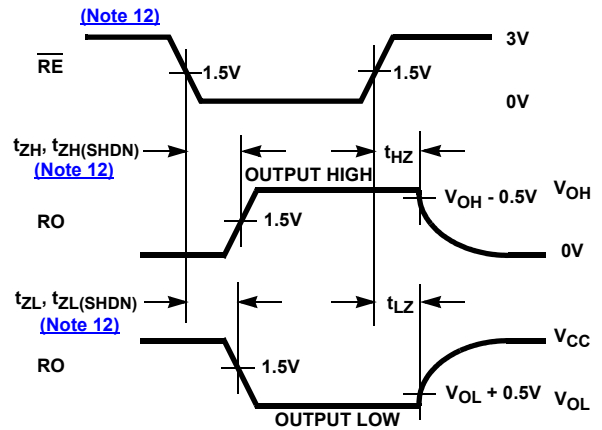 (Note 12)
RE
1.5V
1.5V
3V
0V
tZH, tZH(SHDN)
(Note 12)
OUTPUT HIGH
tHZ
VOH - 0.5V
VOH
RO
1.5V
0V
tZL, tZL(SHDN)
(Note 12)
tLZ
VCC
RO
1.5V
VOL + 0.5V
VOL
OUTPUT LOW